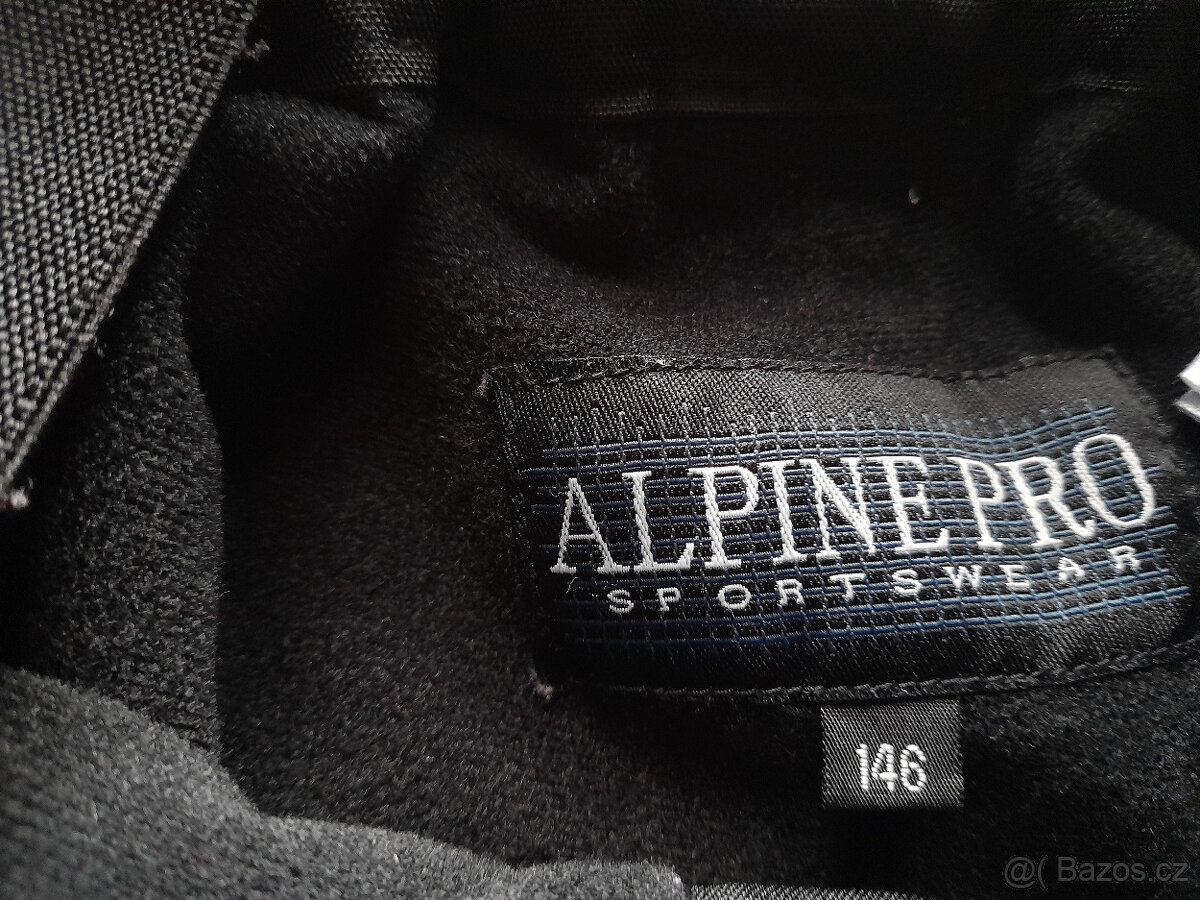 ALPINE PRO
SPORTSWEAR
146
@( Bazos.cz